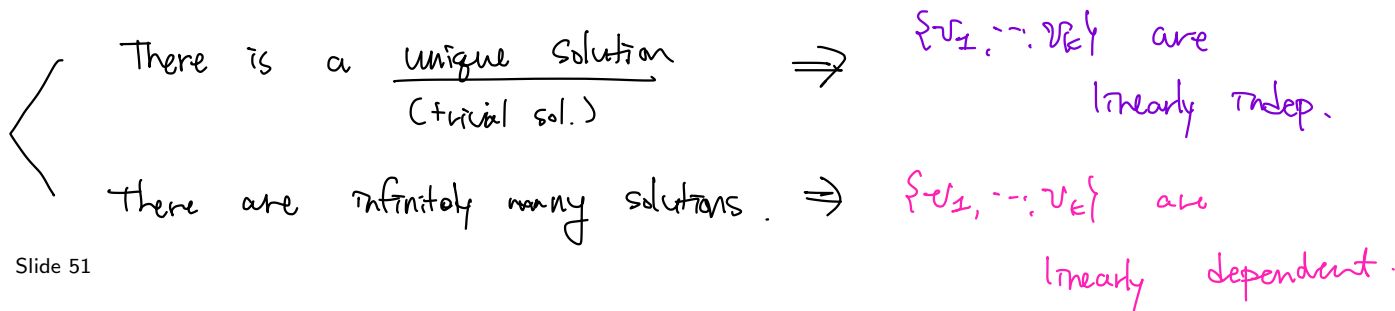 There is a unique solution ⇒ {v₁, ⋯, vₖ} are
(trivial sol.) linearly indep.
There are infinitely many solutions. ⇒ {v₁, ⋯, vₖ} are
Slide 51 linearly dependent.